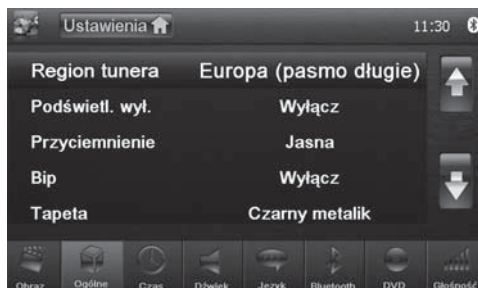 Ustawienia 11:30
Region tunera Europa (pasmo długie)
Podświetl. wył. Wyłącz
Przyciemnienie Jasna
Bip Wyłącz
Tapeta Czarny metalik
Obraz Ogólne Czas Dźwięk Język Bluetooth DVD Głośność